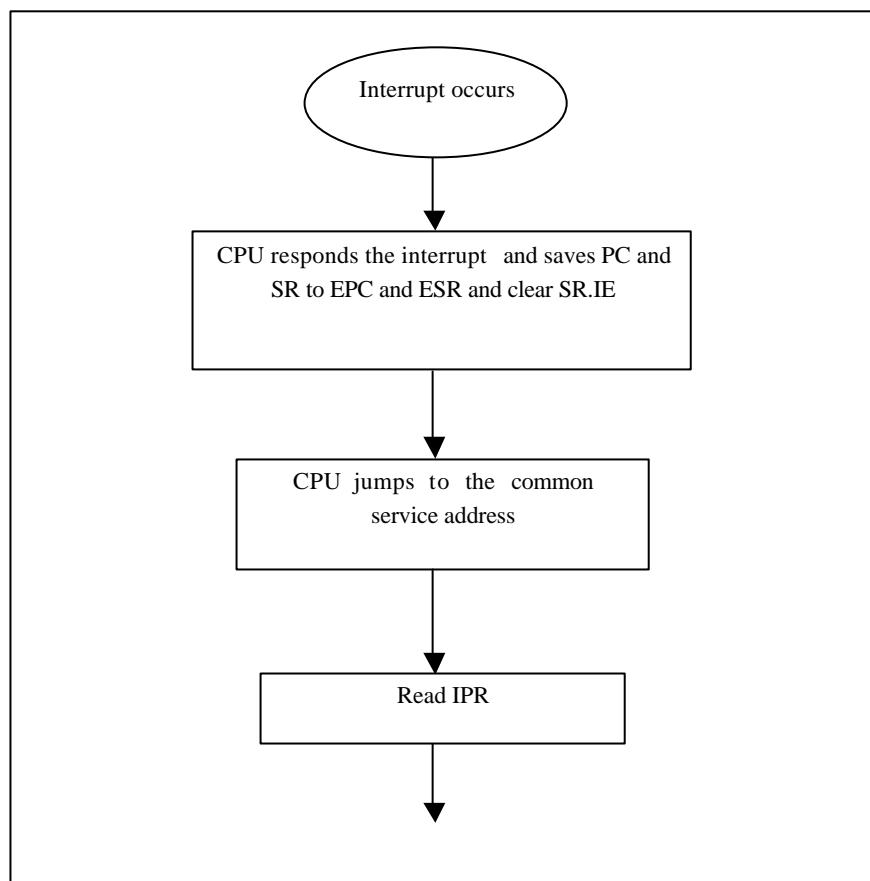 Interrupt occurs
CPU responds the interrupt and saves PC and
SR to EPC and ESR and clear SR.IE
CPU jumps to the common
service address
Read IPR